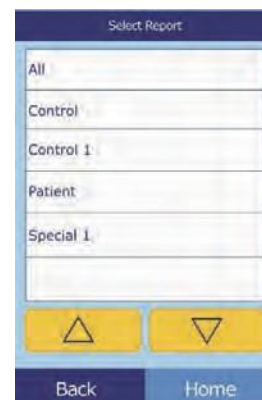 Select Report
All
Control
Control 1
Patient
Special 1
Back Home